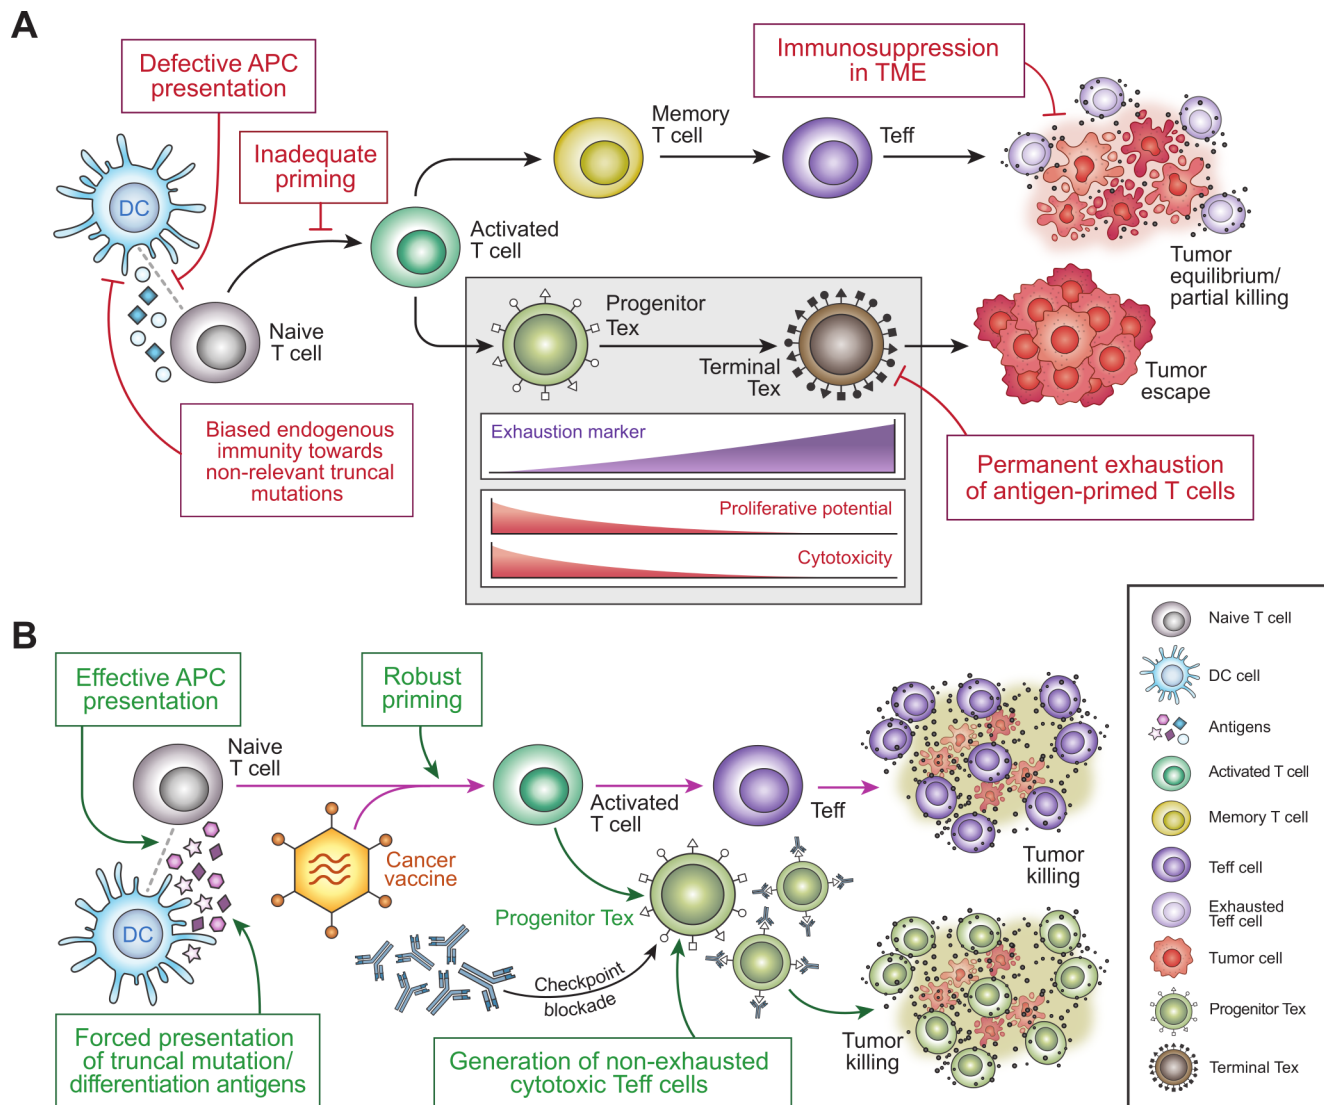 A
Defective APC
presentation
Immunosuppression
in TME
Inadequate
priming
Memory
T cell
Teff
DC
Activated
T cell
Tumor
equilibrium/
partial killing
Naive
T cell
Progenitor
Tex
Terminal
Tex
Tumor
escape
Biased endogenous
immunity towards
non-relevant truncal
mutations
Exhaustion marker
Permanent exhaustion
of antigen-primed T cells
Proliferative potential
Cytotoxicity
B
Effective APC
presentation
Robust
priming
Naive
T cell
Activated
T cell
Teff
Cancer
vaccine
Tumor
killing
Progenitor Tex
DC
Checkpoint
blockade
Forced presentation
of truncal mutation/
differentiation antigens
Generation of non-exhausted
cytotoxic Teff cells
Tumor
killing
Naive T cell
DC cell
Antigens
Activated T cell
Memory T cell
Teff cell
Exhausted
Teff cell
Tumor cell
Progenitor Tex
Terminal Tex